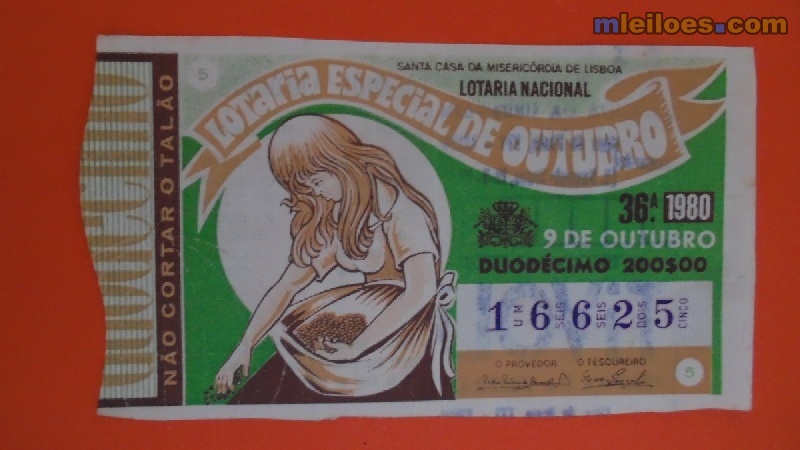 mleiloes.com
SANTA CASA DA MISERICÓRDIA DE LISBOA
LOTARIA NACIONAL
5
LOTARIA ESPECIAL DE OUTUBRO
NÃO CORTAR O TALÃO
36.ª 1980
9 DE OUTUBRO
DUODÉCIMO 200$00
1 UM 6 SEIS 6 SEIS 2 DOIS 5 CINCO
O PROVEDOR O TESOUREIRO
5